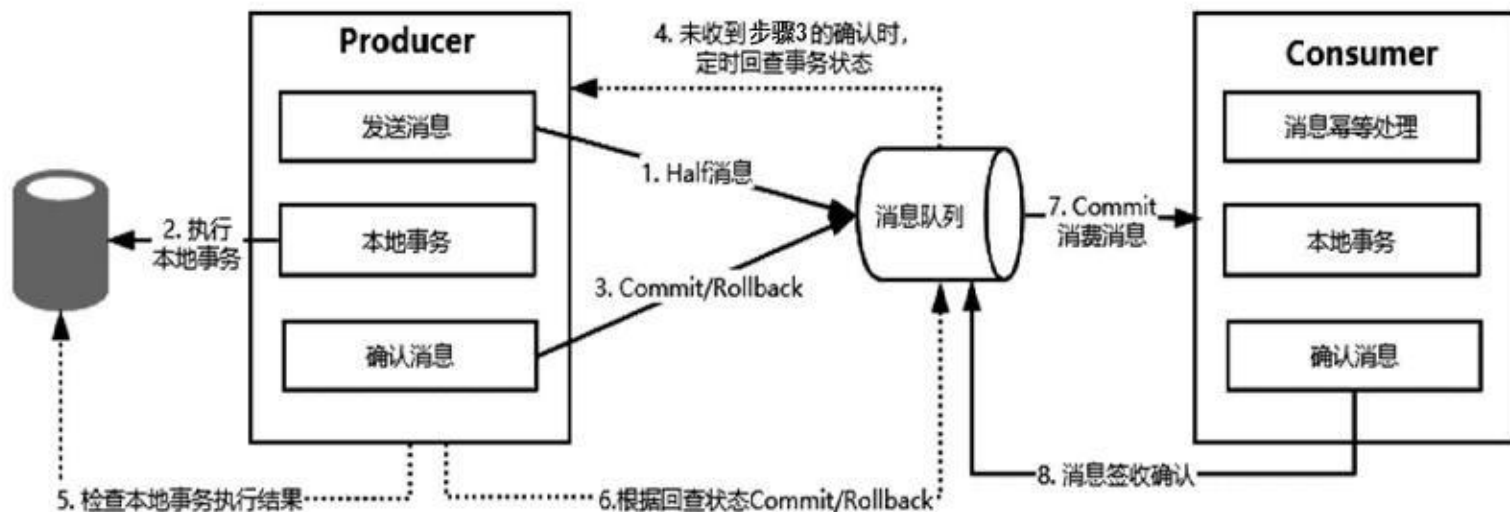 Producer
发送消息
本地事务
确认消息
2. 执行
本地事务
1. Half消息
3. Commit/Rollback
4. 未收到步骤3的确认时，
定时回查事务状态
消息队列
7. Commit
消费消息
Consumer
消息幂等处理
本地事务
确认消息
8. 消息签收确认
5. 检查本地事务执行结果
6.根据回查状态Commit/Rollback